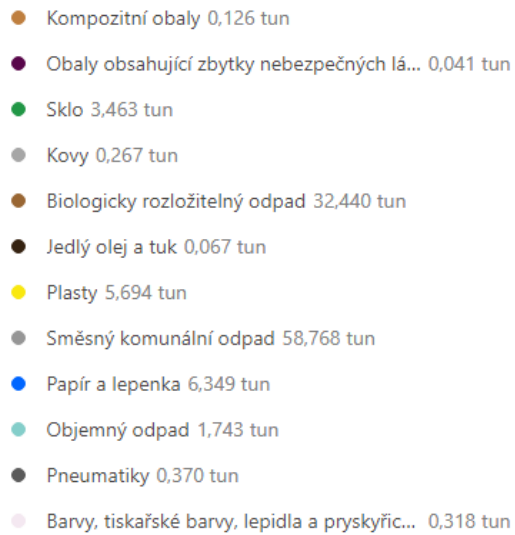 Kompozitní obaly 0,126 tun
Obaly obsahující zbytky nebezpečných lá... 0,041 tun
Sklo 3,463 tun
Kovy 0,267 tun
Biologicky rozložitelný odpad 32,440 tun
Jedlý olej a tuk 0,067 tun
Plasty 5,694 tun
Směsný komunální odpad 58,768 tun
Papír a lepenka 6,349 tun
Objemný odpad 1,743 tun
Pneumatiky 0,370 tun
Barvy, tiskařské barvy, lepidla a pryskyřic... 0,318 tun